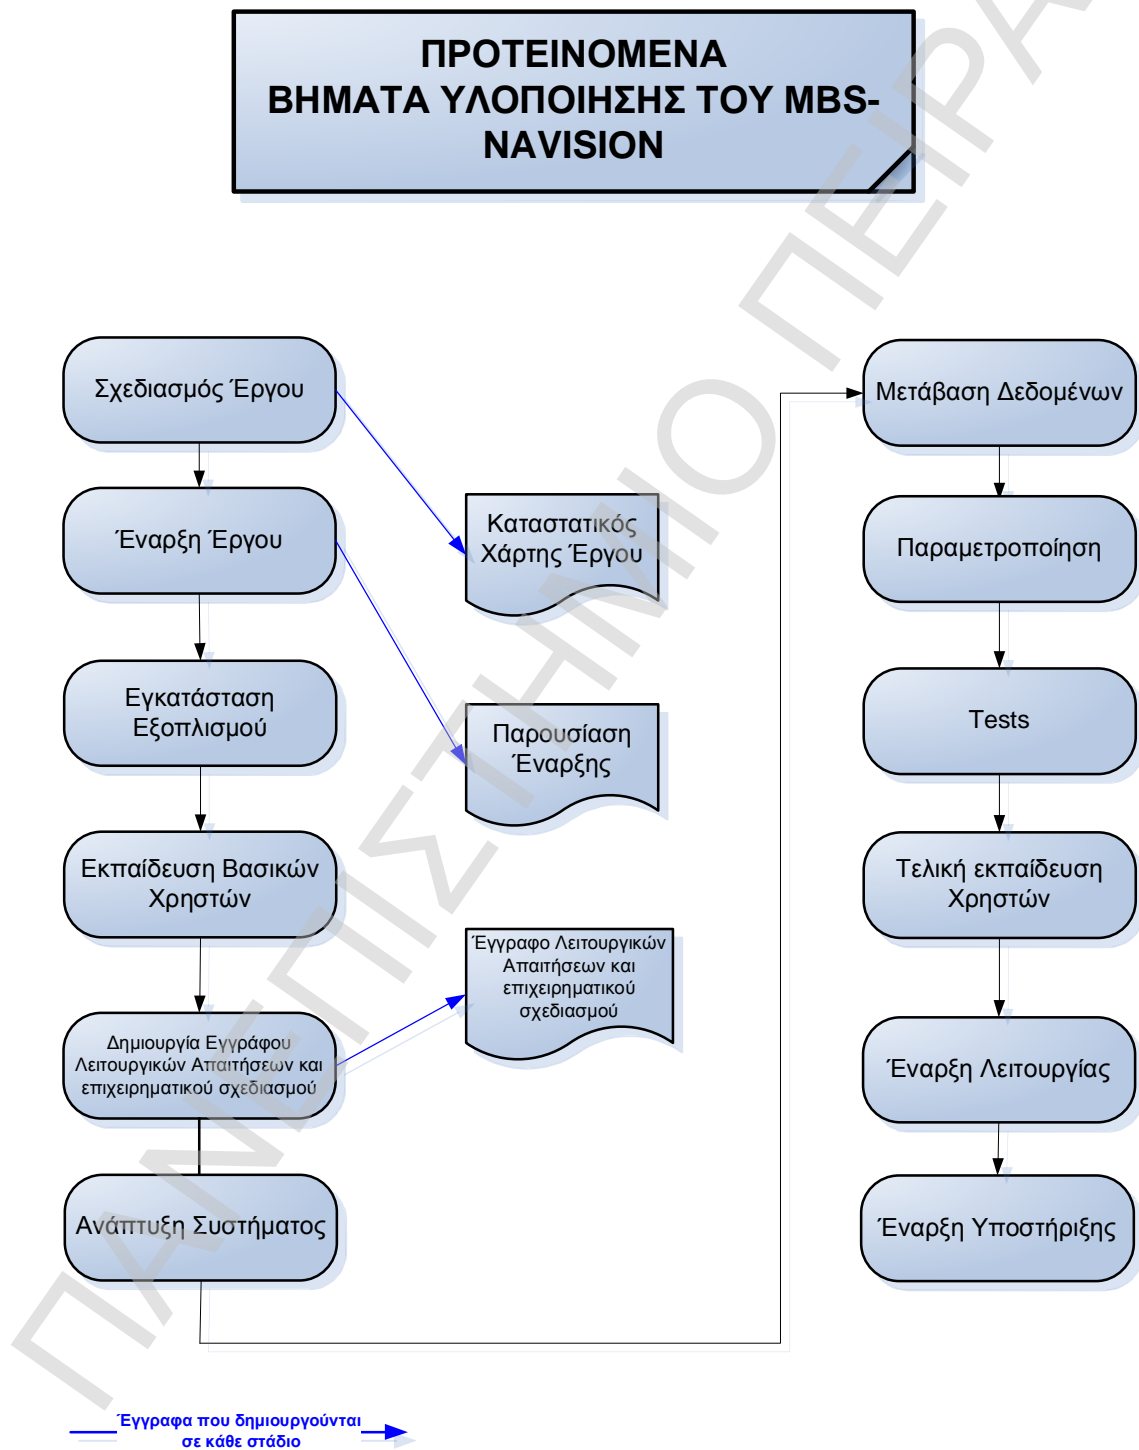 ΠΡΟΤΕΙΝΟΜΕΝΑ
ΒΗΜΑΤΑ ΥΛΟΠΟΙΗΣΗΣ ΤΟΥ MBS-
NAVISION
Σχεδιασμός Έργου
Έναρξη Έργου
Εγκατάσταση
Εξοπλισμού
Εκπαίδευση Βασικών
Χρηστών
Δημιουργία Εγγράφου
Λειτουργικών Απαιτήσεων και
επιχειρηματικού σχεδιασμού
Ανάπτυξη Συστήματος
Καταστατικός
Χάρτης Έργου
Παρουσίαση
Έναρξης
Έγγραφο Λειτουργικών
Απαιτήσεων και
επιχειρηματικού
σχεδιασμού
Μετάβαση Δεδομένων
Παραμετροποίηση
Tests
Τελική εκπαίδευση
Χρηστών
Έναρξη Λειτουργίας
Έναρξη Υποστήριξης
Έγγραφα που δημιουργούνται
σε κάθε στάδιο
ΠΑΝΕΠΙΣΤΗΜΙΟ ΠΕΙΡΑ